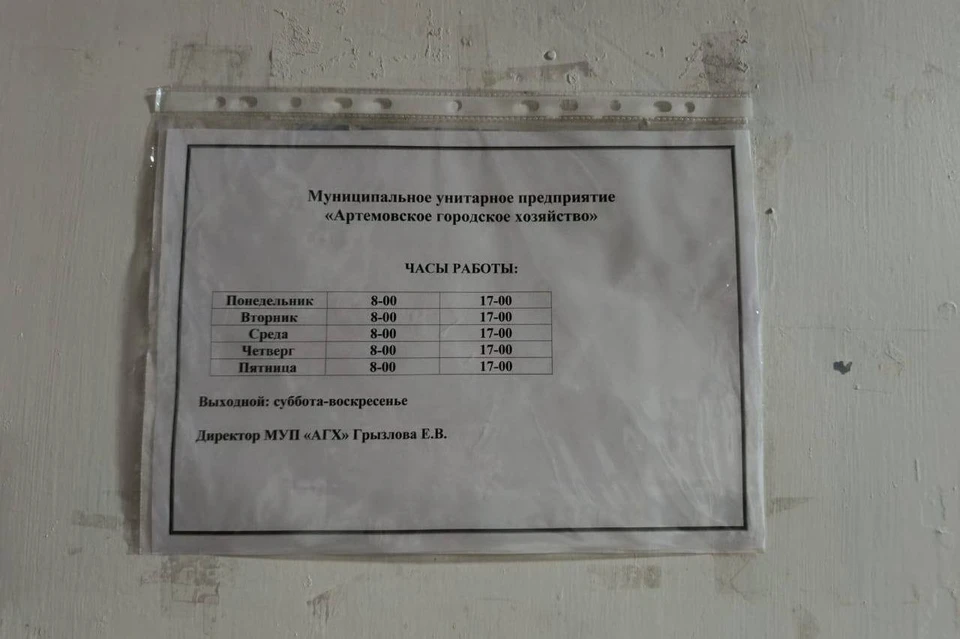 Муниципальное унитарное предприятие
«Артемовское городское хозяйство»
ЧАСЫ РАБОТЫ:
Понедельник 8-00 17-00
Вторник 8-00 17-00
Среда 8-00 17-00
Четверг 8-00 17-00
Пятница 8-00 17-00
Выходной: суббота-воскресенье
Директор МУП «АГХ» Грызлова Е.В.